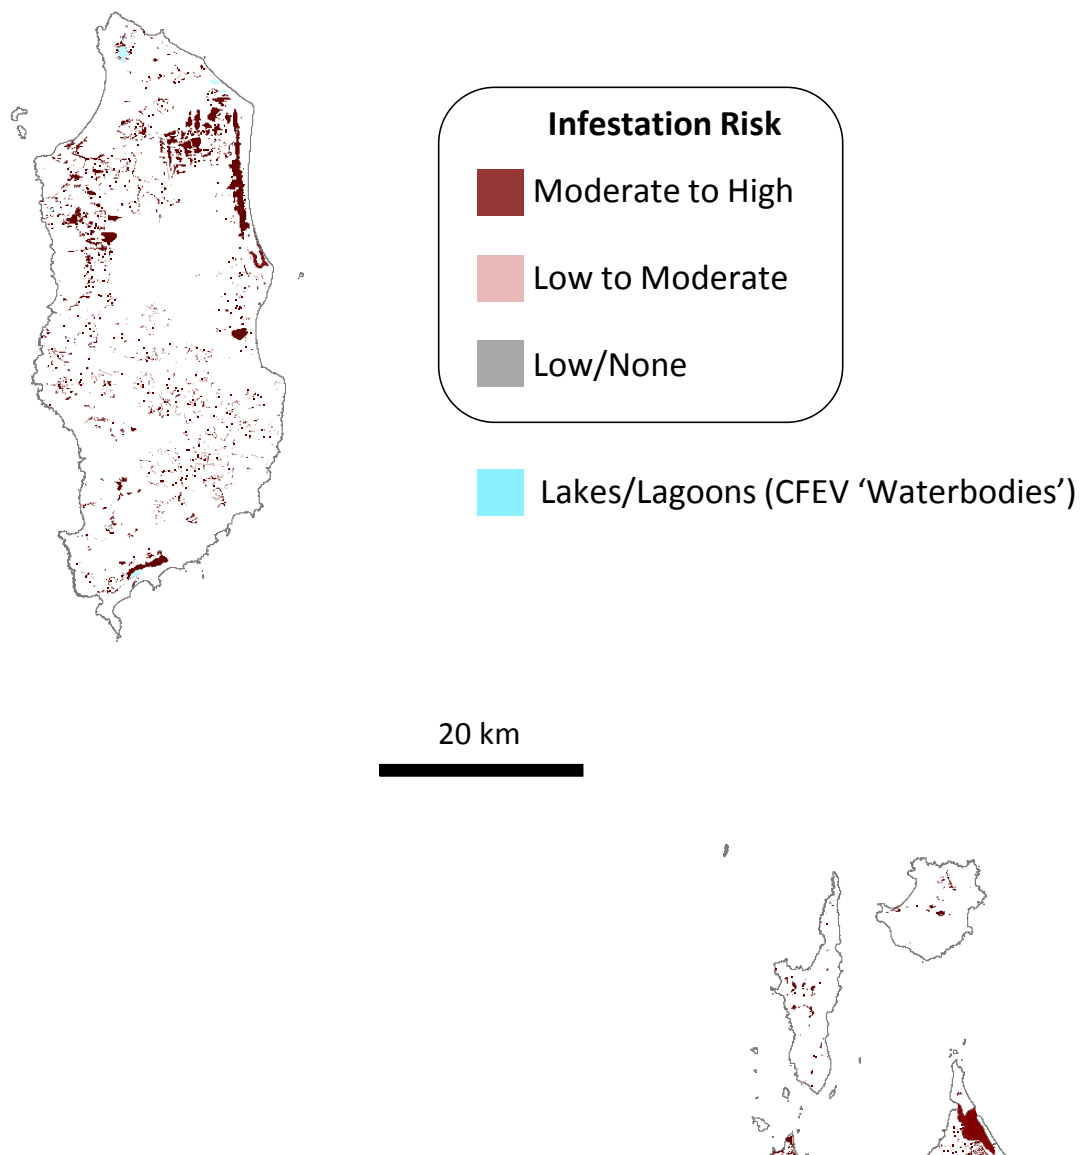 Infestation Risk
Moderate to High
Low to Moderate
Low/None
Lakes/Lagoons (CFEV ‘Waterbodies’)
20 km